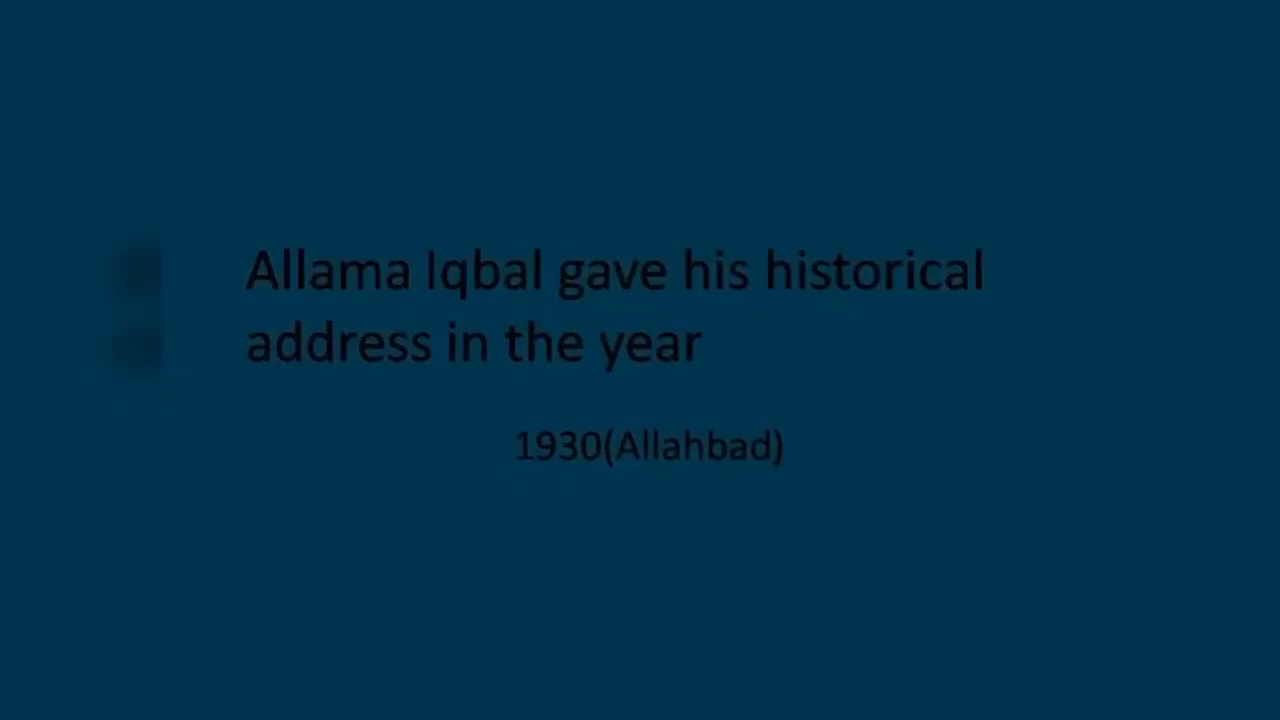 Allama Iqbal gave his historical
address in the year
1930(Allahbad)